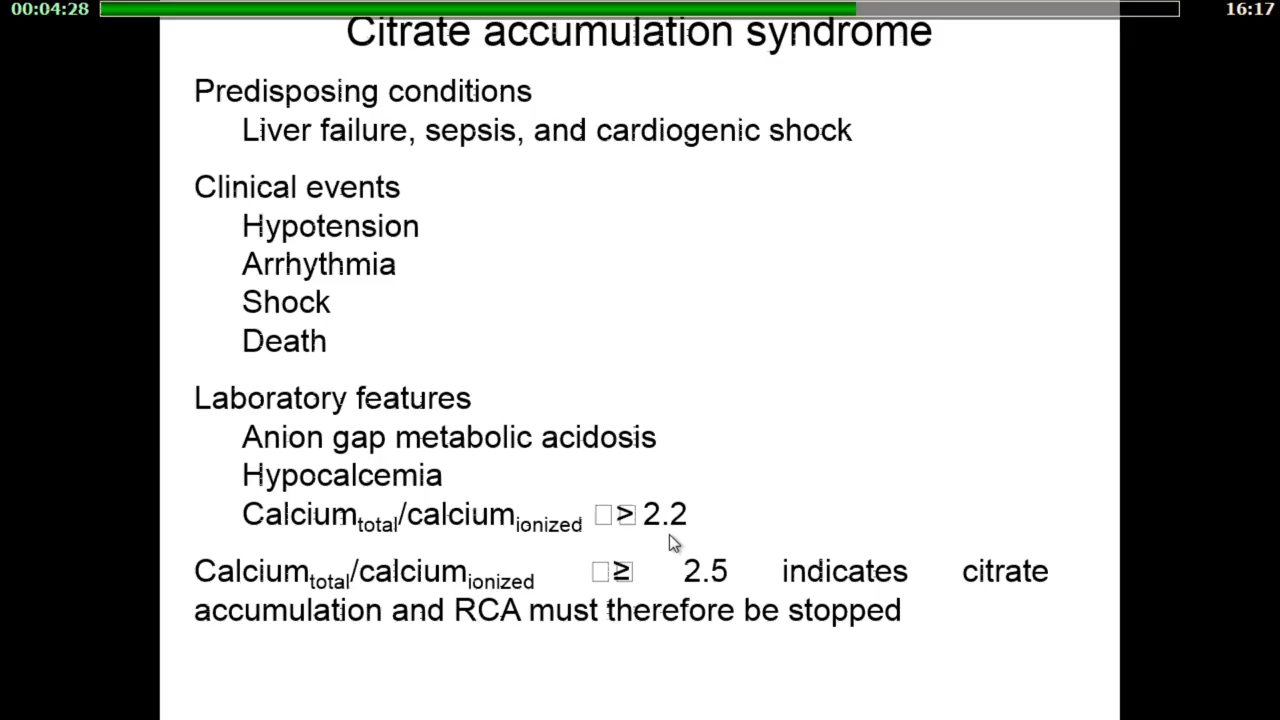 00:04:28
16:17
Citrate accumulation syndrome
Predisposing conditions
Liver failure, sepsis, and cardiogenic shock
Clinical events
Hypotension
Arrhythmia
Shock
Death
Laboratory features
Anion gap metabolic acidosis
Hypocalcemia
Calciumtotal/calciumionized □> 2.2
Calciumtotal/calciumionized □≥ 2.5 indicates citrate
accumulation and RCA must therefore be stopped